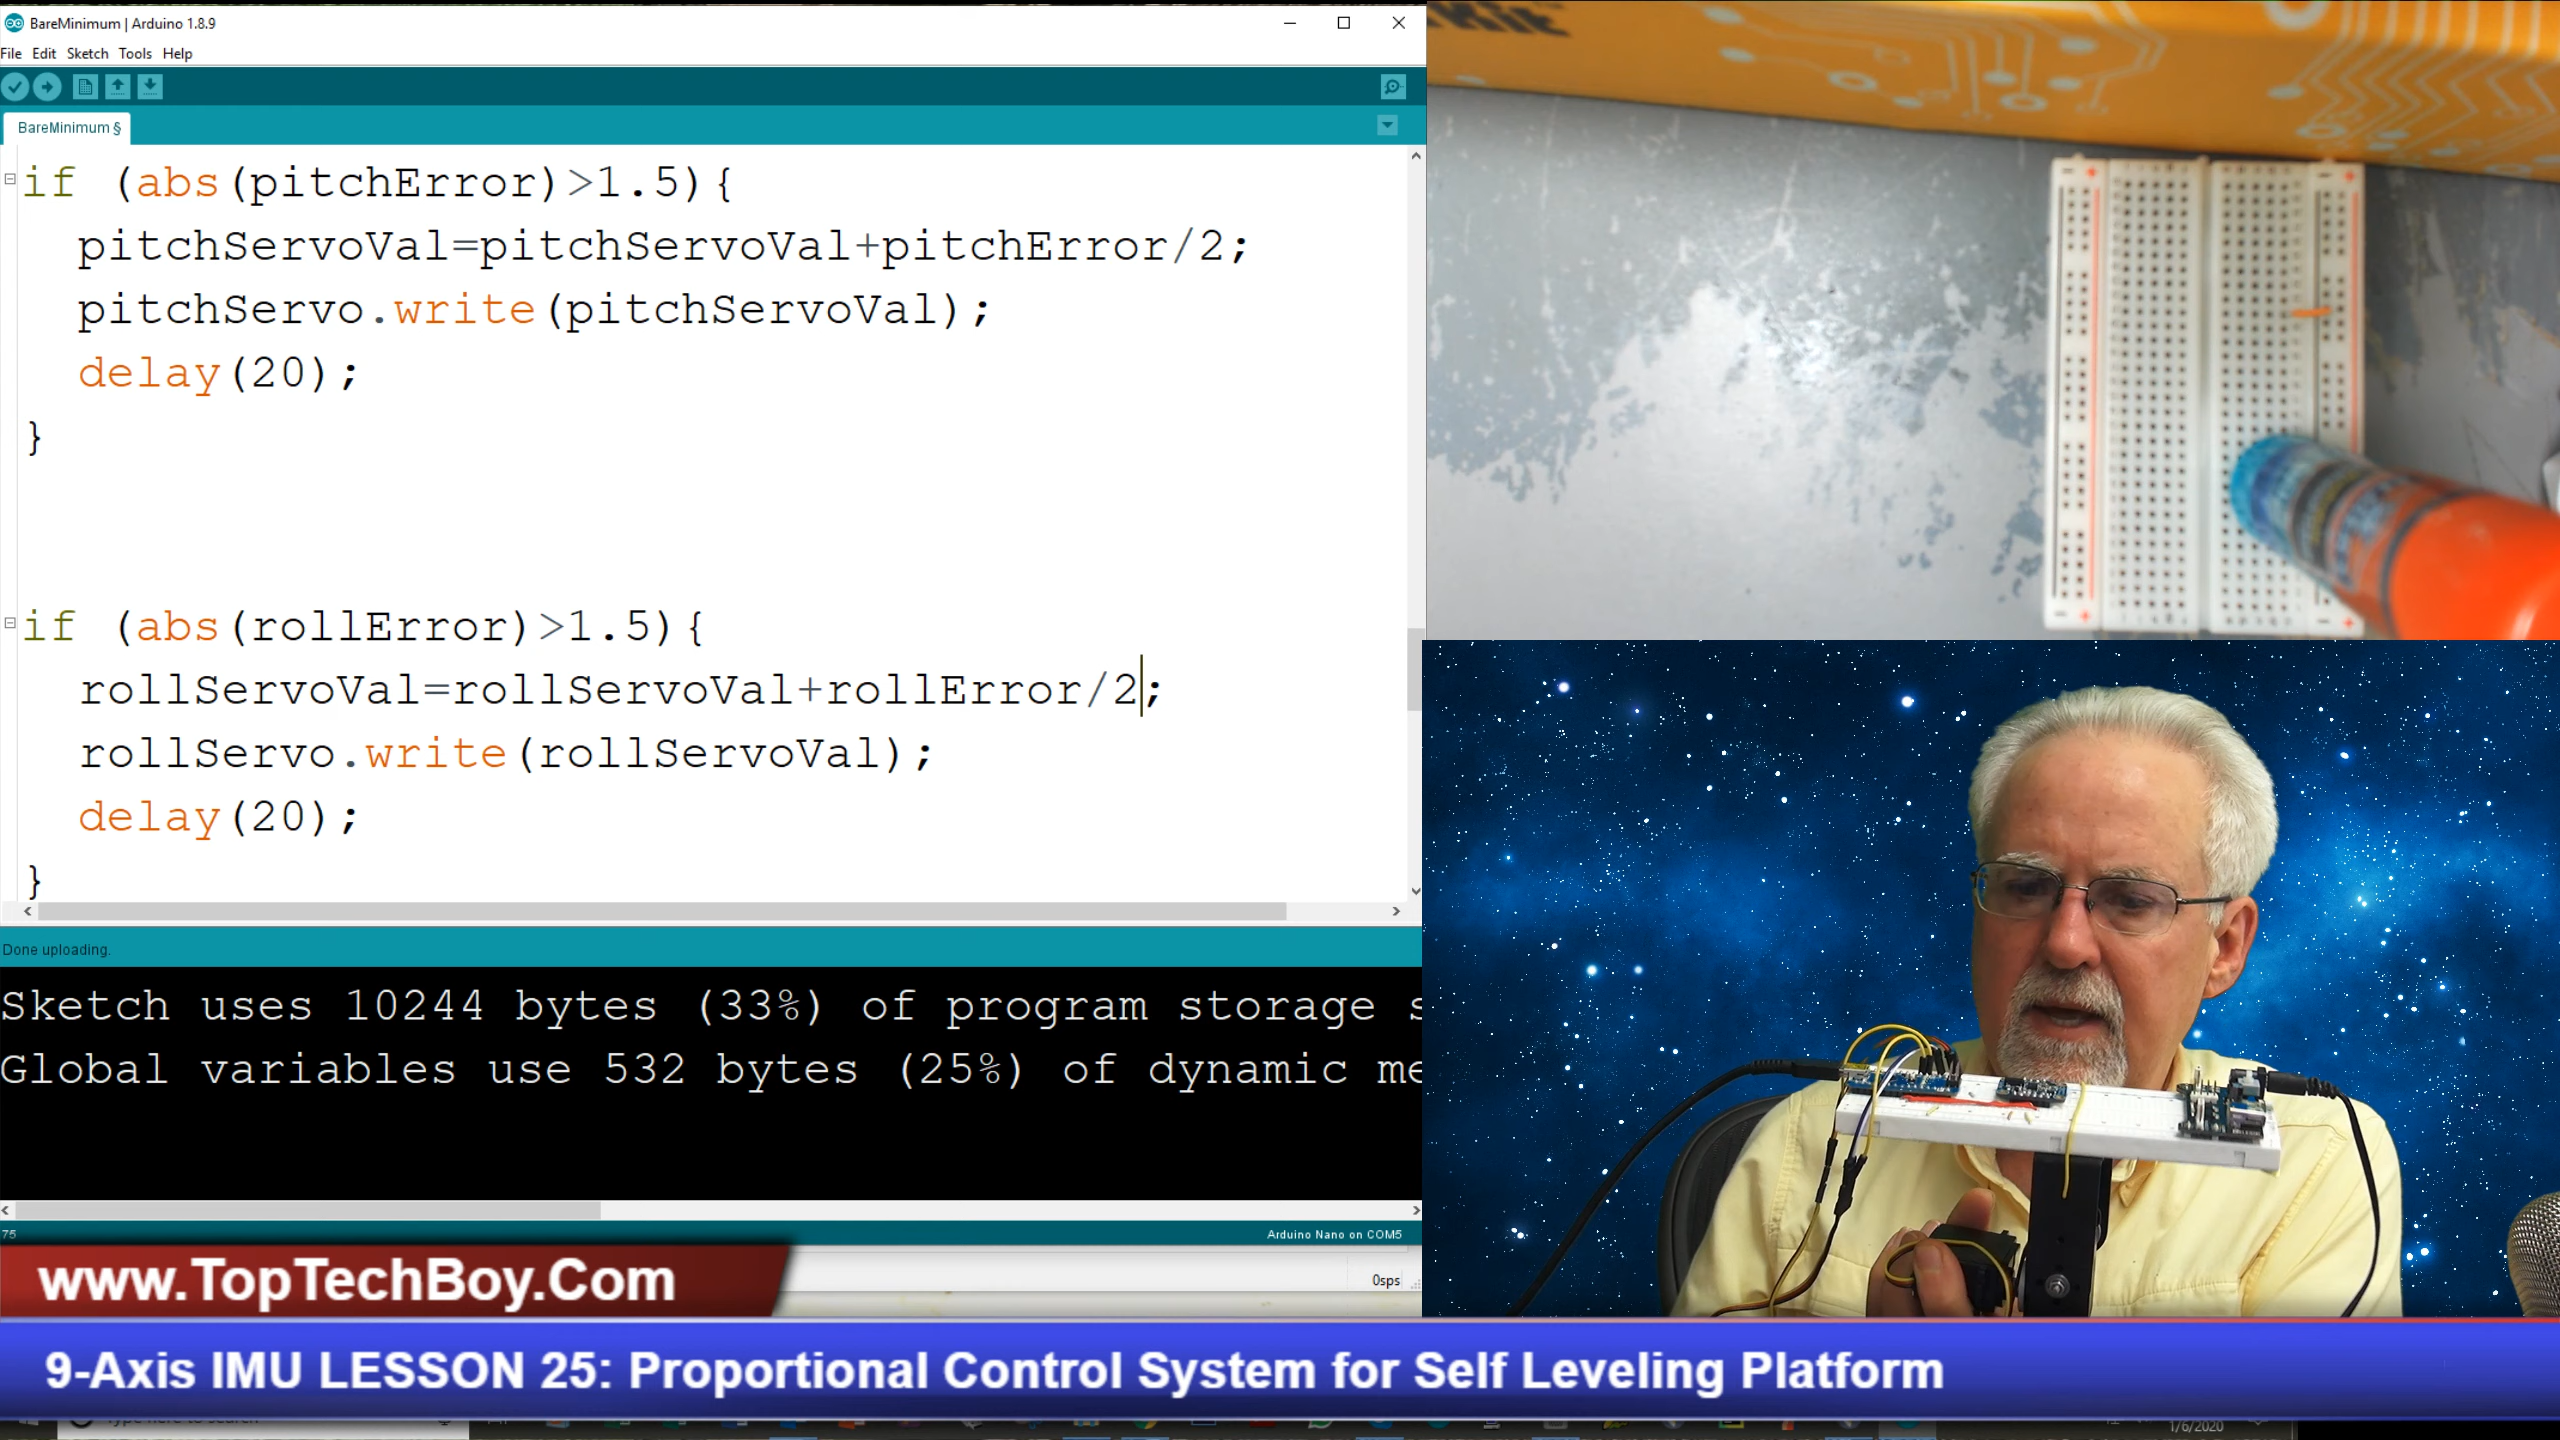 BareMinimum | Arduino 1.8.9
File Edit Sketch Tools Help
BareMinimum §
if (abs(pitchError)>1.5){
pitchServoVal=pitchServoVal+pitchError/2;
pitchServo.write(pitchServoVal);
delay(20);
}
if (abs(rollError)>1.5){
rollServoVal=rollServoVal+rollError/2;
rollServo.write(rollServoVal);
delay(20);
}
Done uploading.
Sketch uses 10244 bytes (33%) of program storage s
Global variables use 532 bytes (25%) of dynamic me
75
Arduino Nano on COM5
www.TopTechBoy.Com
0sps
9-Axis IMU LESSON 25: Proportional Control System for Self Leveling Platform
1/6/2020